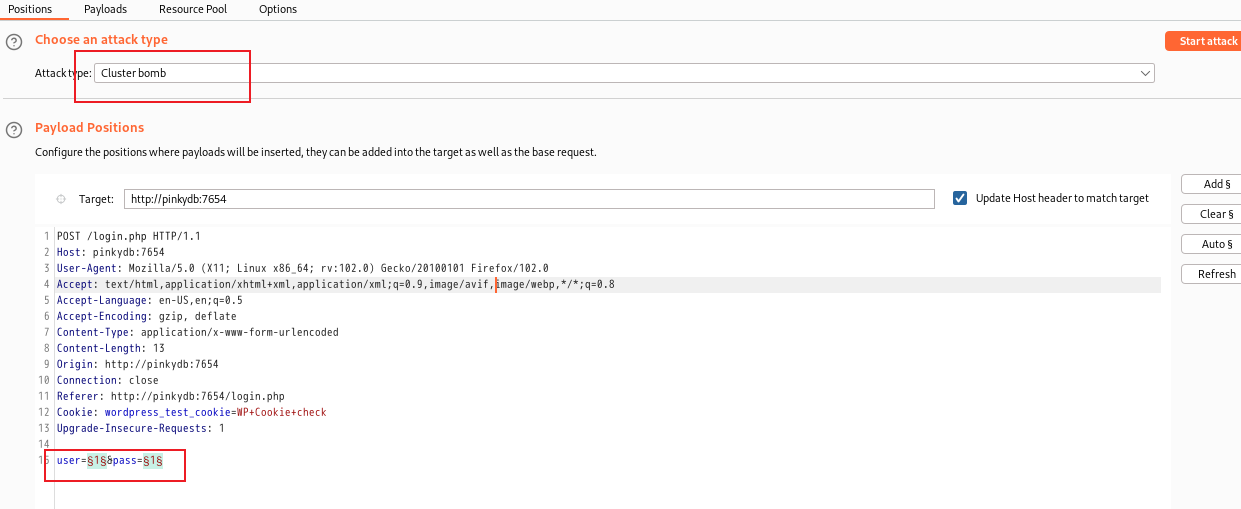 Positions Payloads Resource Pool Options
? Choose an attack type
Start attack
Attack type: Cluster bomb
? Payload Positions
Configure the positions where payloads will be inserted, they can be added into the target as well as the base request.
Add §
Target: http://pinkydb:7654 Update Host header to match target
Clear §
1 POST /login.php HTTP/1.1
Auto §
2 Host: pinkydb:7654
3 User-Agent: Mozilla/5.0 (X11; Linux x86_64; rv:102.0) Gecko/20100101 Firefox/102.0
Refresh
4 Accept: text/html,application/xhtml+xml,application/xml;q=0.9,image/avif,image/webp,*/*;q=0.8
5 Accept-Language: en-US,en;q=0.5
6 Accept-Encoding: gzip, deflate
7 Content-Type: application/x-www-form-urlencoded
8 Content-Length: 13
9 Origin: http://pinkydb:7654
10 Connection: close
11 Referer: http://pinkydb:7654/login.php
12 Cookie: wordpress_test_cookie=WP+Cookie+check
13 Upgrade-Insecure-Requests: 1
14
15 user=§1§&pass=§1§